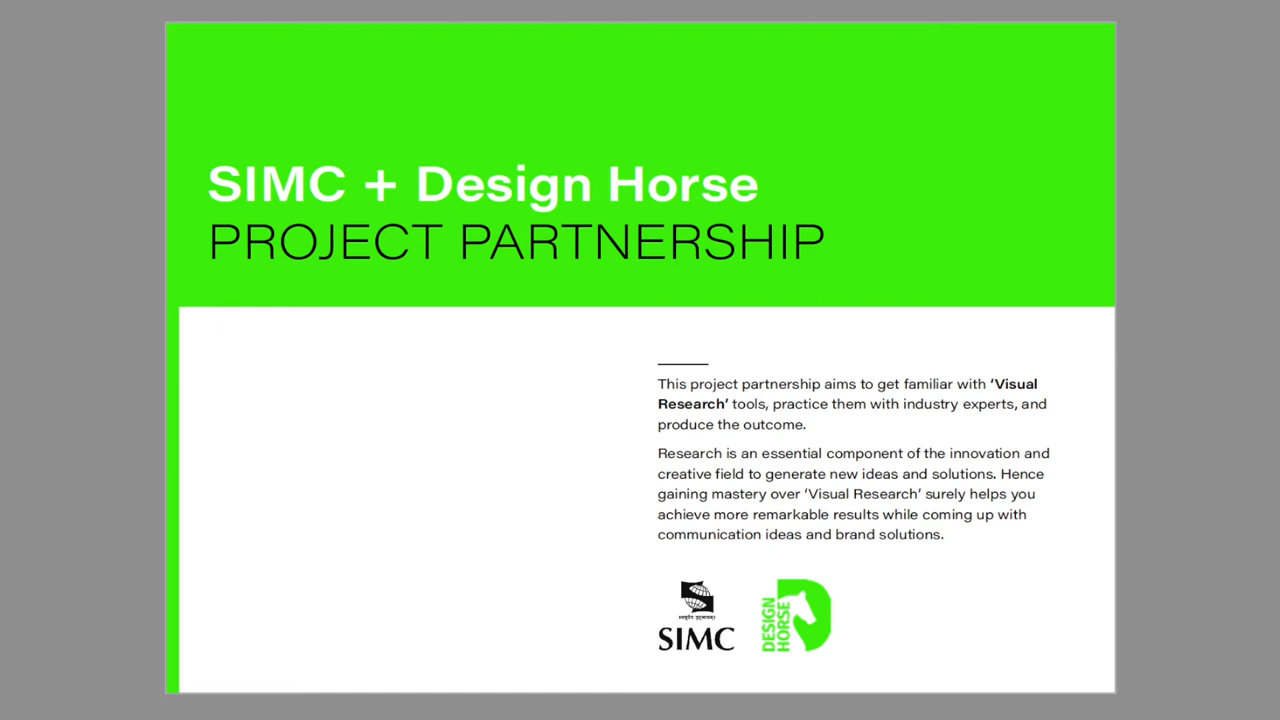 SIMC + Design Horse
PROJECT PARTNERSHIP
This project partnership aims to get familiar with ‘Visual
Research’ tools, practice them with industry experts, and
produce the outcome.
Research is an essential component of the innovation and
creative field to generate new ideas and solutions. Hence
gaining mastery over ‘Visual Research’ surely helps you
achieve more remarkable results while coming up with
communication ideas and brand solutions.
SIMC
DESIGN
HORSE